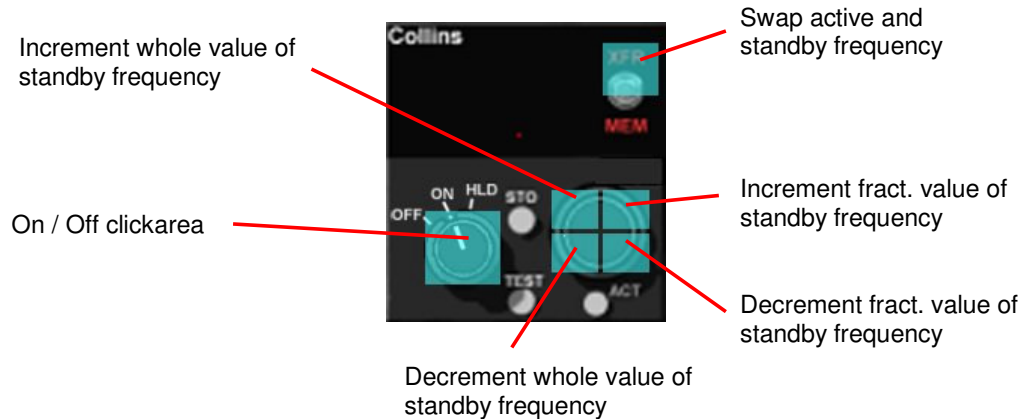 Swap active and
standby frequency
Increment whole value of
standby frequency
Collins
XFR
MEM
Increment fract. value of
standby frequency
ON HLD
STO
OFF
On / Off clickarea
TEST
ACT
Decrement fract. value of
standby frequency
Decrement whole value of
standby frequency